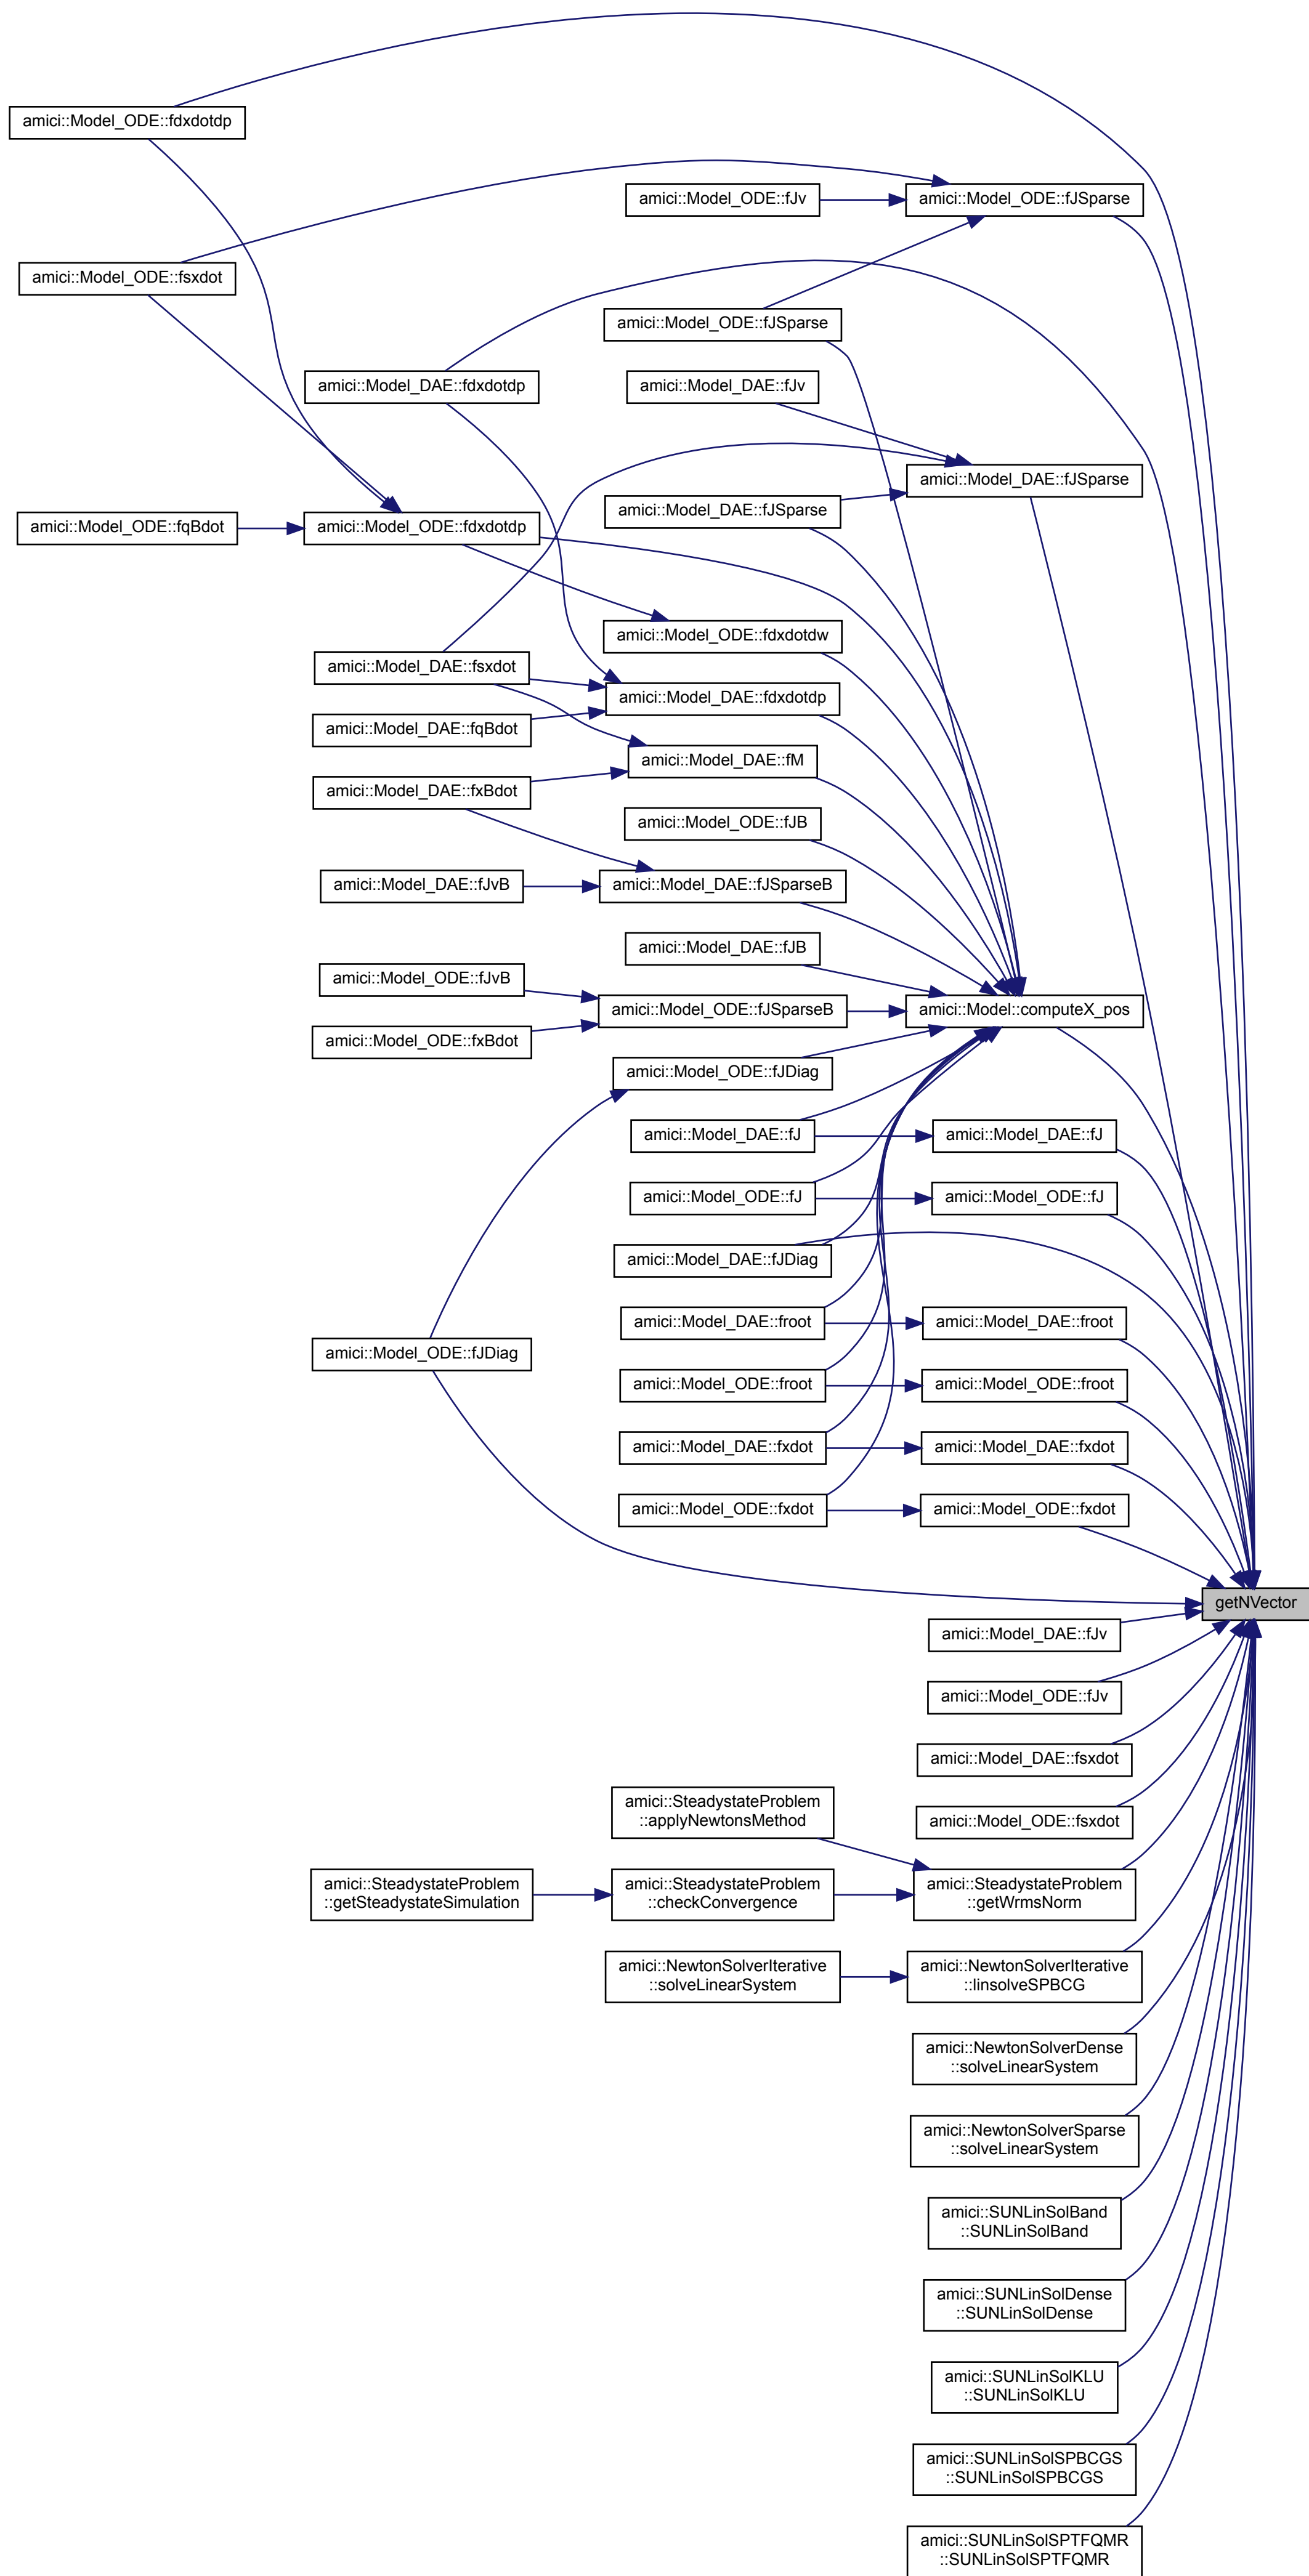 amici::Model_ODE::fdxdotdp
amici::Model_ODE::fJv
amici::Model_ODE::fJSparse
amici::Model_ODE::fsxdot
amici::Model_ODE::fJSparse
amici::Model_DAE::fdxdotdp
amici::Model_DAE::fJv
amici::Model_DAE::fJSparse
amici::Model_DAE::fJSparse
amici::Model_ODE::fqBdot
amici::Model_ODE::fdxdotdp
amici::Model_ODE::fdxdotdw
amici::Model_DAE::fsxdot
amici::Model_DAE::fdxdotdp
amici::Model_DAE::fqBdot
amici::Model_DAE::fM
amici::Model_DAE::fxBdot
amici::Model_ODE::fJB
amici::Model_DAE::fJvB
amici::Model_DAE::fJSparseB
amici::Model_DAE::fJB
amici::Model_ODE::fJvB
amici::Model_ODE::fJSparseB
amici::Model::computeX_pos
amici::Model_ODE::fxBdot
amici::Model_ODE::fJDiag
amici::Model_DAE::fJ
amici::Model_DAE::fJ
amici::Model_ODE::fJ
amici::Model_ODE::fJ
amici::Model_DAE::fJDiag
amici::Model_DAE::froot
amici::Model_DAE::froot
amici::Model_ODE::fJDiag
amici::Model_ODE::froot
amici::Model_ODE::froot
amici::Model_DAE::fxdot
amici::Model_DAE::fxdot
amici::Model_ODE::fxdot
amici::Model_ODE::fxdot
getNVector
amici::Model_DAE::fJv
amici::Model_ODE::fJv
amici::Model_DAE::fsxdot
amici::Model_ODE::fsxdot
amici::SteadystateProblem
::applyNewtonsMethod
amici::SteadystateProblem
::getSteadystateSimulation
amici::SteadystateProblem
::checkConvergence
amici::SteadystateProblem
::getWrmsNorm
amici::NewtonSolverIterative
::solveLinearSystem
amici::NewtonSolverIterative
::linsolveSPBCG
amici::NewtonSolverDense
::solveLinearSystem
amici::NewtonSolverSparse
::solveLinearSystem
amici::SUNLinSolBand
::SUNLinSolBand
amici::SUNLinSolDense
::SUNLinSolDense
amici::SUNLinSolKLU
::SUNLinSolKLU
amici::SUNLinSolSPBCGS
::SUNLinSolSPBCGS
amici::SUNLinSolSPTFQMR
::SUNLinSolSPTFQMR